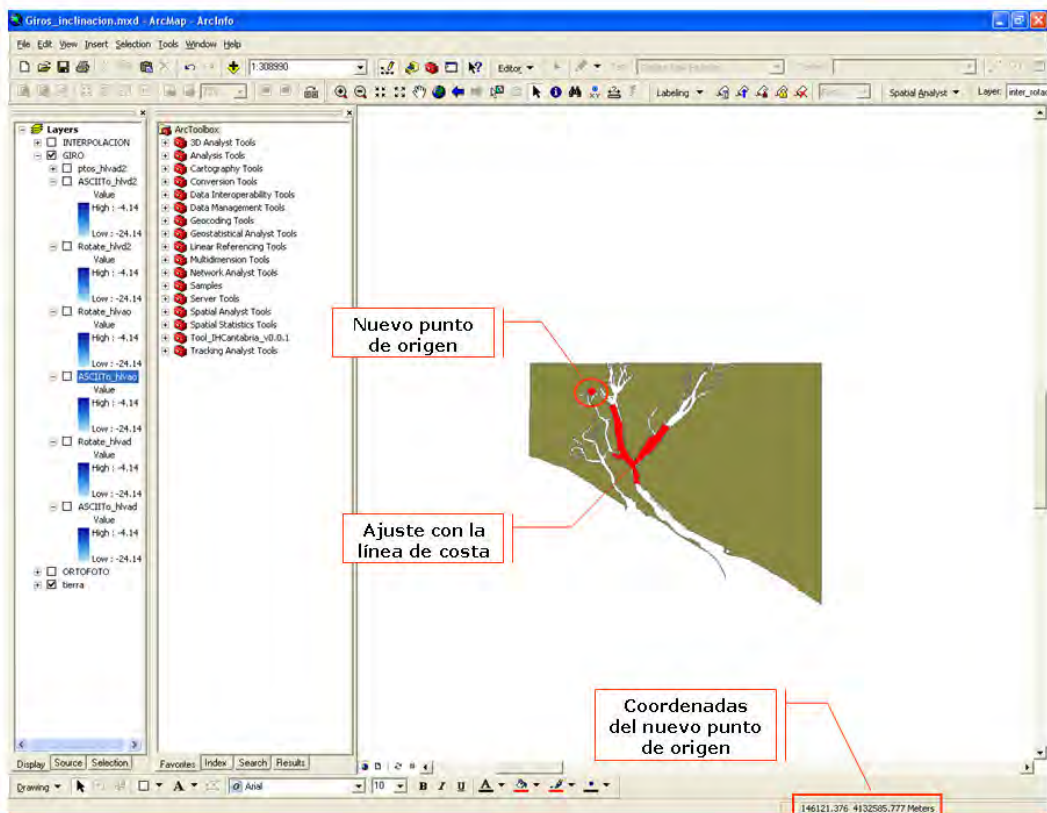 Giros_inclinacion.mxd - ArcMap - ArcInfo
File Edit View Insert Selection Tools Window Help
1:308990
Editor
Labeling
Spatial Analyst
Layer: inter_rotac
Layers
INTERPOLACION
GIRO
ptos_hlvad2
ASCIITo_hlvd2
Value
High : -4.14
Low : -24.14
Rotate_hlvd2
Value
High : -4.14
Low : -24.14
Rotate_hlvao
Value
High : -4.14
Low : -24.14
ASCIITo_hlvao
Value
High : -4.14
Low : -24.14
Rotate_hlvad
Value
High : -4.14
Low : -24.14
ASCIITo_hlvad
Value
High : -4.14
Low : -24.14
ORTOFOTO
tierra
Display Source Selection
ArcToolbox
3D Analyst Tools
Analysis Tools
Cartography Tools
Conversion Tools
Data Interoperability Tools
Data Management Tools
Geocoding Tools
Geostatistical Analyst Tools
Linear Referencing Tools
Multidimension Tools
Network Analyst Tools
Samples
Server Tools
Spatial Analyst Tools
Spatial Statistics Tools
Tool_IHCantabria_v0.0.1
Tracking Analyst Tools
Favorites Index Search Results
Nuevo punto
de origen
Ajuste con la
línea de costa
Coordenadas
del nuevo punto
de origen
Drawing
Arial
10
B I U A
146121.376 4132585.777 Meters